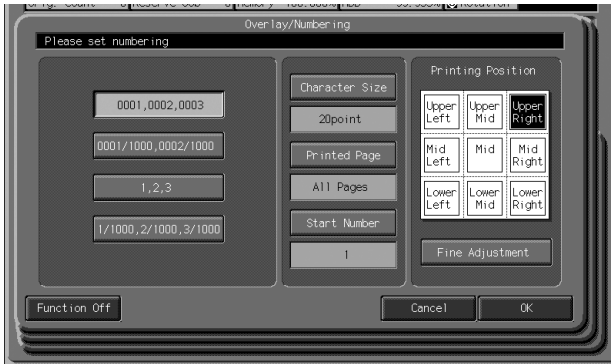 Overlay/Numbering
Please set numbering
0001,0002,0003
0001/1000,0002/1000
1,2,3
1/1000,2/1000,3/1000
Character Size
20point
Printed Page
All Pages
Start Number
1
Printing Position
Upper Left
Upper Mid
Upper Right
Mid Left
Mid
Mid Right
Lower Left
Lower Mid
Lower Right
Fine Adjustment
Function Off
Cancel
OK